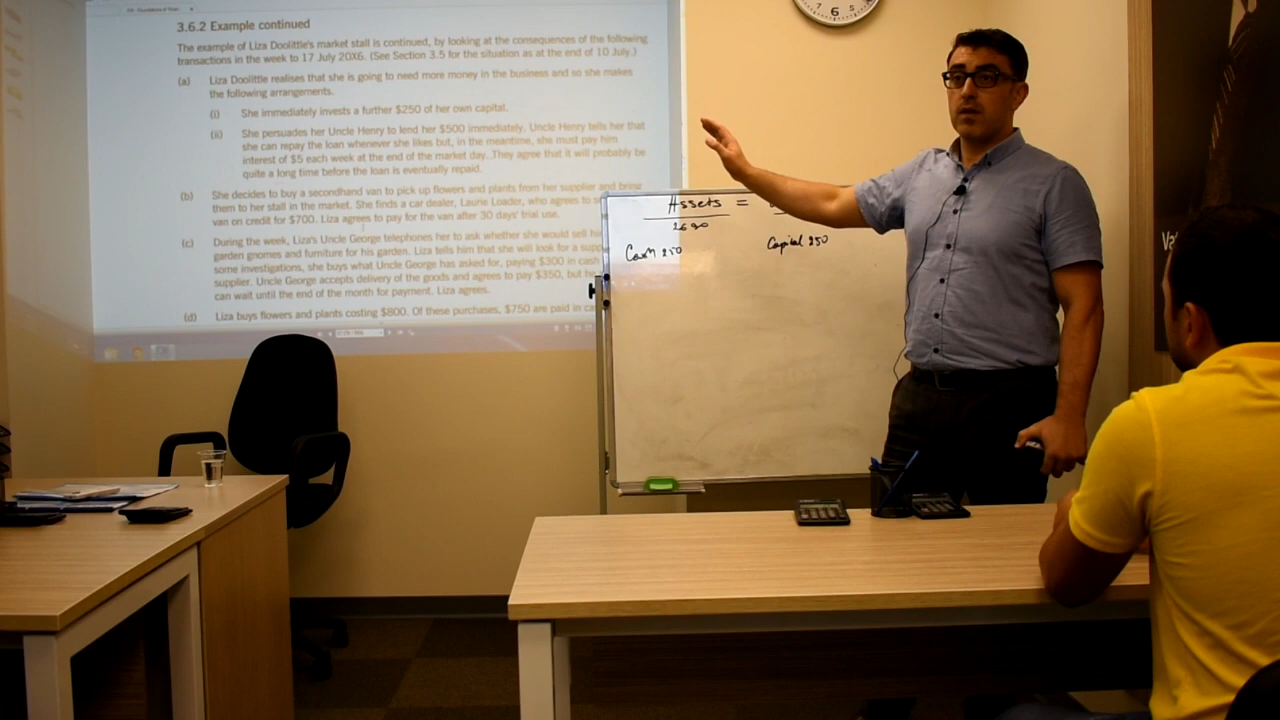 3.6.2 Example continued
The example of Liza Doolittle's market stall is continued, by looking at the consequences of the following
transactions in the week to 17 July 20X6. (See Section 3.5 for the situation as at the end of 10 July.)
(a) Liza Doolittle realises that she is going to need more money in the business and so she makes
the following arrangements.
(i) She immediately invests a further $250 of her own capital.
(ii) She persuades her Uncle Henry to lend her $500 immediately. Uncle Henry tells her that
she can repay the loan whenever she likes but, in the meantime, she must pay him
interest of $5 each week at the end of the market day. They agree that it will probably be
quite a long time before the loan is eventually repaid.
(b) She decides to buy a secondhand van to pick up flowers and plants from her supplier and bring
them to her stall in the market. She finds a car dealer, Laurie Loader, who agrees to
van on credit for $700. Liza agrees to pay for the van after 30 days' trial use.
(c) During the week, Liza's Uncle George telephones her to ask whether she would sell
garden gnomes and furniture for his garden. Liza tells him that she will look for a
some investigations, she buys what Uncle George has asked for, paying $300 in cash
supplier. Uncle George accepts delivery of the goods and agrees to pay $350, but
can wait until the end of the month for payment. Liza agrees.
(d) Liza buys flowers and plants costing $800. Of these purchases, $750 are paid in
Assets =
Cash 250
Capital 250
7 6 5